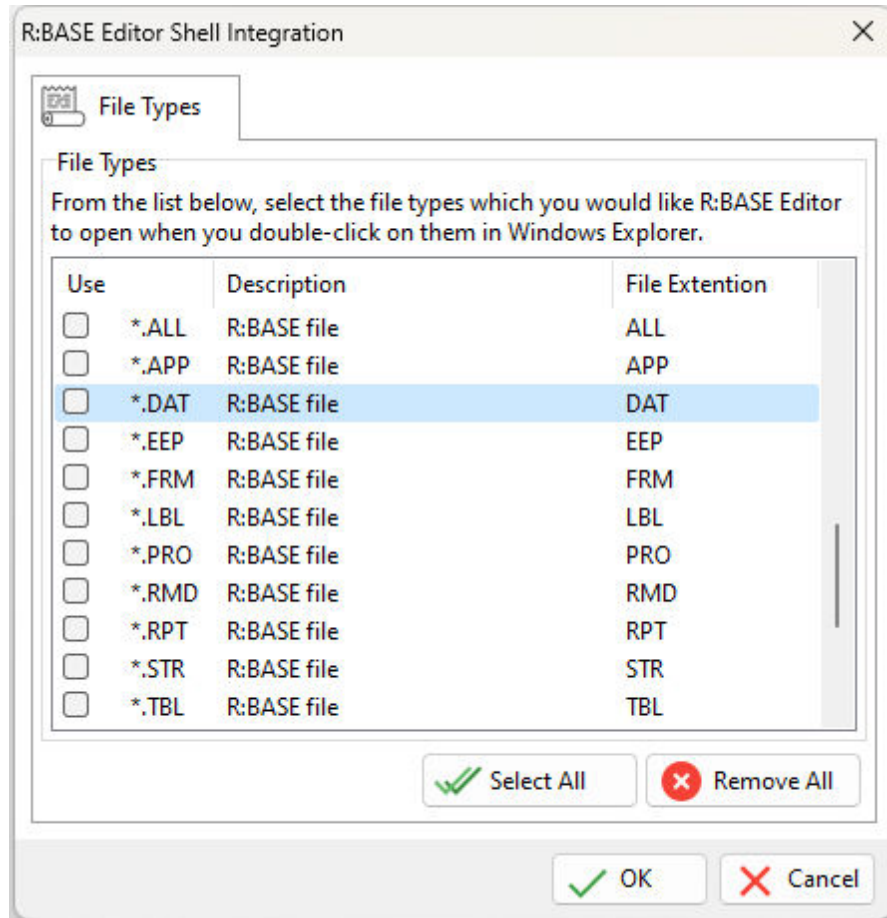 R:BASE Editor Shell Integration
File Types
File Types
From the list below, select the file types which you would like R:BASE Editor
to open when you double-click on them in Windows Explorer.
Use Description File Extention
*.ALL R:BASE file ALL
*.APP R:BASE file APP
*.DAT R:BASE file DAT
*.EEP R:BASE file EEP
*.FRM R:BASE file FRM
*.LBL R:BASE file LBL
*.PRO R:BASE file PRO
*.RMD R:BASE file RMD
*.RPT R:BASE file RPT
*.STR R:BASE file STR
*.TBL R:BASE file TBL
Select All Remove All
OK Cancel